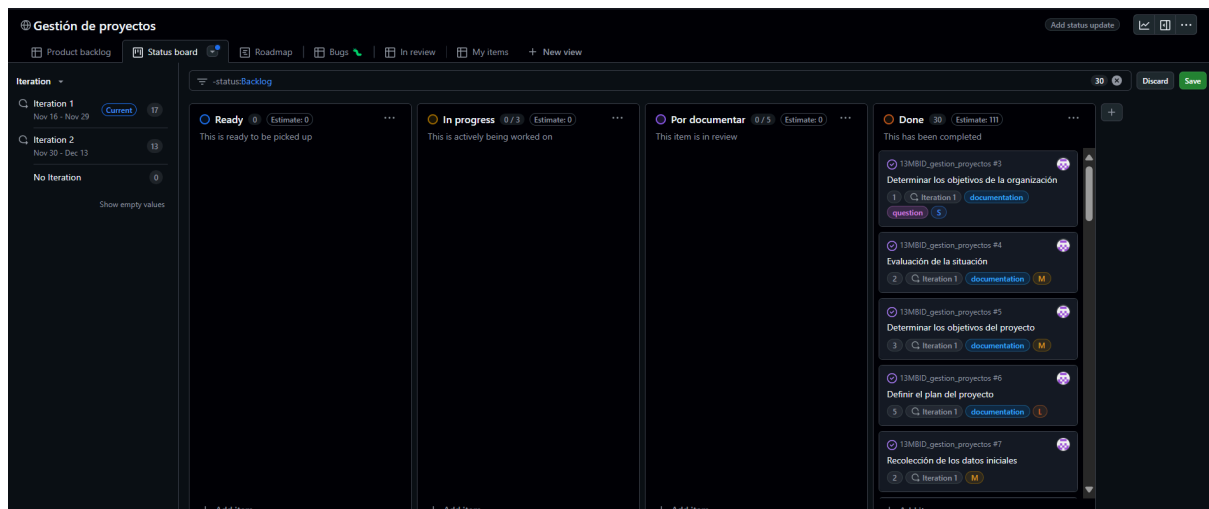 Gestión de proyectos
Add status update
Product backlog
Status board
Roadmap
Bugs
In review
My items
+ New view
Iteration
-status:Backlog
30
Discard
Save
Iteration 1
Nov 16 - Nov 29
Current
17
Iteration 2
Nov 30 - Dec 13
13
No Iteration
0
Show empty values
Ready 0 Estimate: 0
This is ready to be picked up
In progress 0 / 3 Estimate: 0
This is actively being worked on
Por documentar 0 / 5 Estimate: 0
This item is in review
Done 30 Estimate: 111
This has been completed
13MBID_gestion_proyectos #3
Determinar los objetivos de la organización
1 Iteration 1 documentation
question S
13MBID_gestion_proyectos #4
Evaluación de la situación
2 Iteration 1 documentation M
13MBID_gestion_proyectos #5
Determinar los objetivos del proyecto
3 Iteration 1 documentation M
13MBID_gestion_proyectos #6
Definir el plan del proyecto
5 Iteration 1 documentation L
13MBID_gestion_proyectos #7
Recolección de los datos iniciales
2 Iteration 1 M